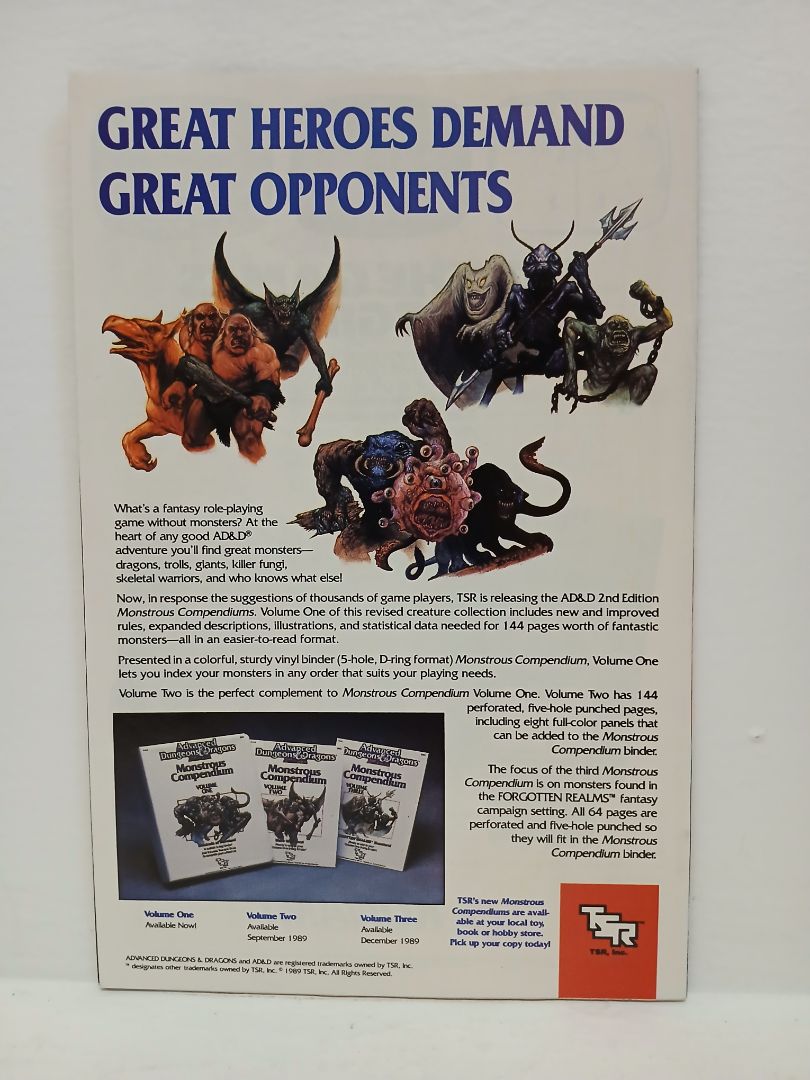 GREAT HEROES DEMAND
GREAT OPPONENTS
What's a fantasy role-playing
game without monsters? At the
heart of any good AD&D®
adventure you'll find great monsters—
dragons, trolls, giants, killer fungi,
skeletal warriors, and who knows what else!
Now, in response the suggestions of thousands of game players, TSR is releasing the AD&D 2nd Edition
Monstrous Compendiums. Volume One of this revised creature collection includes new and improved
rules, expanded descriptions, illustrations, and statistical data needed for 144 pages worth of fantastic
monsters—all in an easier-to-read format.
Presented in a colorful, sturdy vinyl binder (5-hole, D-ring format) Monstrous Compendium, Volume One
lets you index your monsters in any order that suits your playing needs.
Volume Two is the perfect complement to Monstrous Compendium Volume One. Volume Two has 144
perforated, five-hole punched pages,
including eight full-color panels that
can be added to the Monstrous
Compendium binder.
The focus of the third Monstrous
Compendium is on monsters found in
the FORGOTTEN REALMS™ fantasy
campaign setting. All 64 pages are
perforated and five-hole punched so
they will fit in the Monstrous
Compendium binder.
Advanced
Dungeons & Dragons
Monstrous
Compendium
VOLUME
ONE
TSR
Advanced
Dungeons & Dragons
Monstrous
Compendium
VOLUME
TWO
Advanced
Dungeons & Dragons
Monstrous
Compendium
VOLUME
THREE
Volume One
Available Now!
Volume Two
Available
September 1989
Volume Three
Available
December 1989
TSR's new Monstrous
Compendiums are avail-
able at your local toy,
book or hobby store.
Pick up your copy today!
TSR™
TSR, Inc.
ADVANCED DUNGEONS & DRAGONS and AD&D are registered trademarks owned by TSR, Inc.
™ designates other trademarks owned by TSR, Inc. © 1989 TSR, Inc. All Rights Reserved.